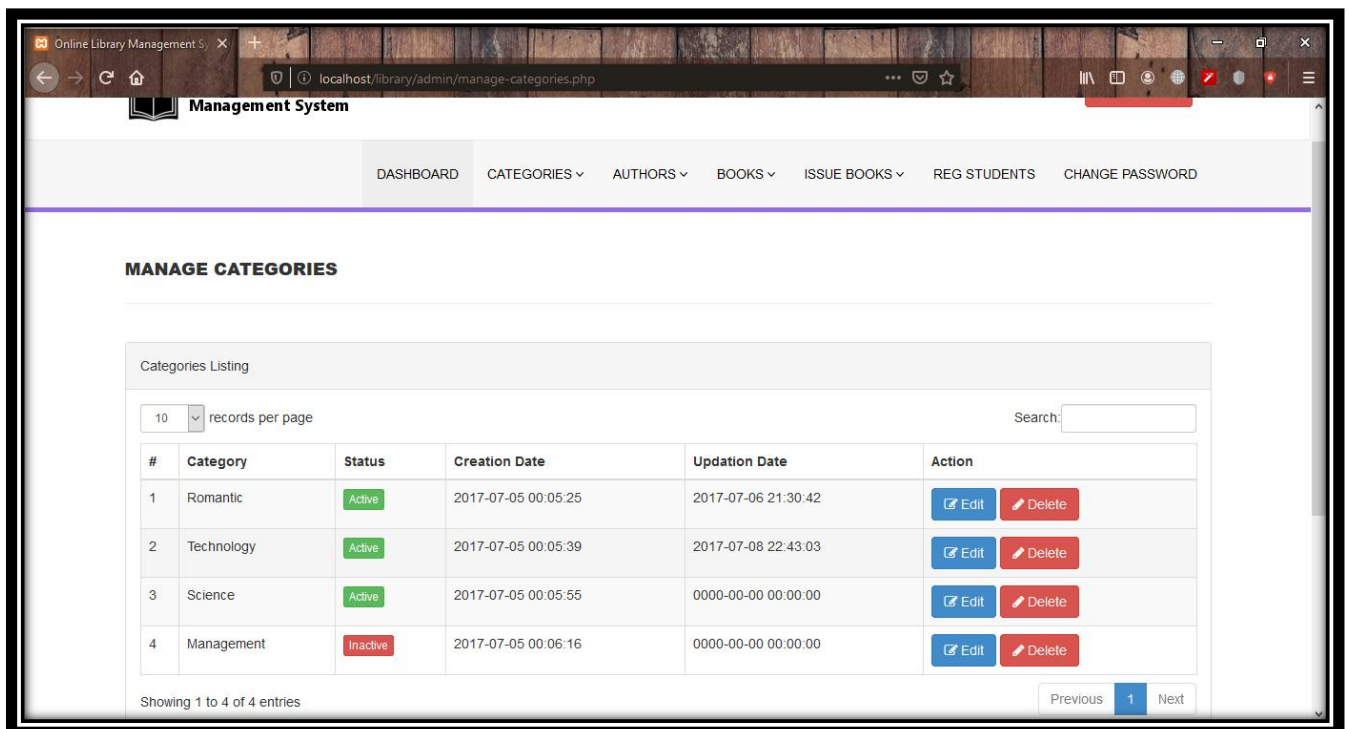 Online Library Management Sy
localhost/library/admin/manage-categories.php
Management System
DASHBOARD CATEGORIES AUTHORS BOOKS ISSUE BOOKS REG STUDENTS CHANGE PASSWORD
MANAGE CATEGORIES
Categories Listing
10 records per page Search:
# Category Status Creation Date Updation Date Action
1 Romantic Active 2017-07-05 00:05:25 2017-07-06 21:30:42 Edit Delete
2 Technology Active 2017-07-05 00:05:39 2017-07-08 22:43:03 Edit Delete
3 Science Active 2017-07-05 00:05:55 0000-00-00 00:00:00 Edit Delete
4 Management Inactive 2017-07-05 00:06:16 0000-00-00 00:00:00 Edit Delete
Showing 1 to 4 of 4 entries Previous 1 Next